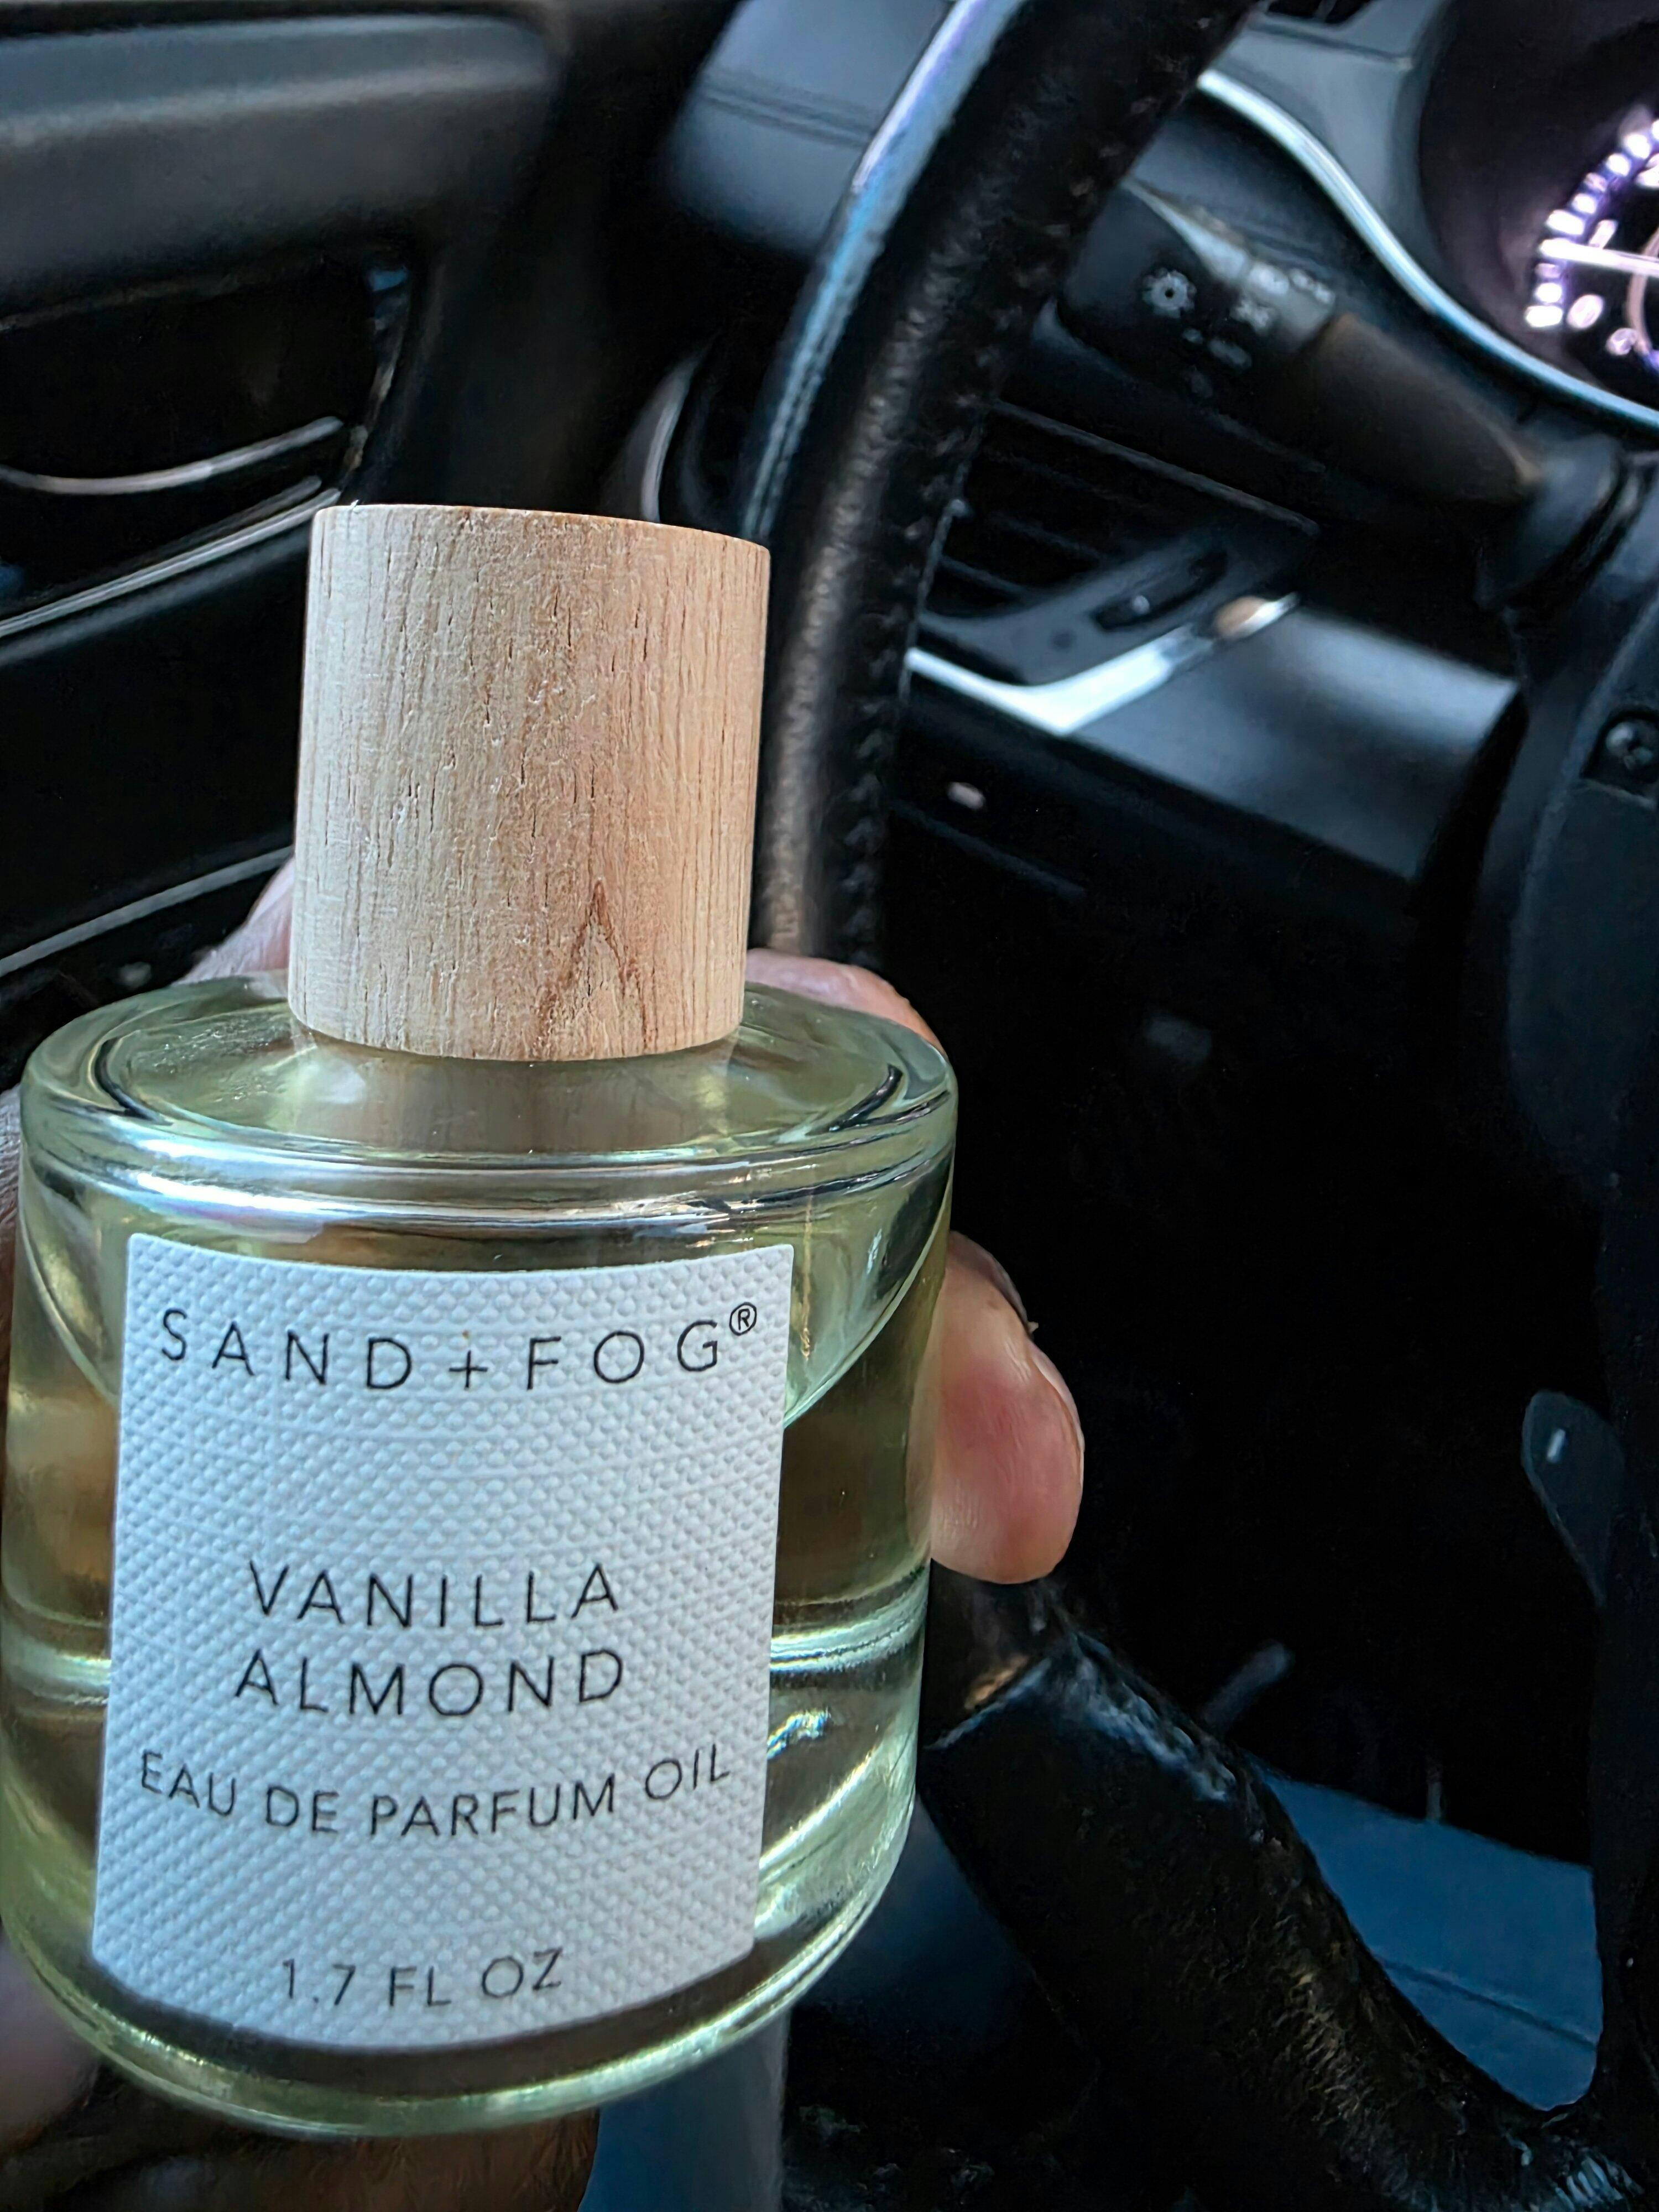 SAND+FOG®
VANILLA
ALMOND
EAU DE PARFUM OIL
1.7 FL OZ